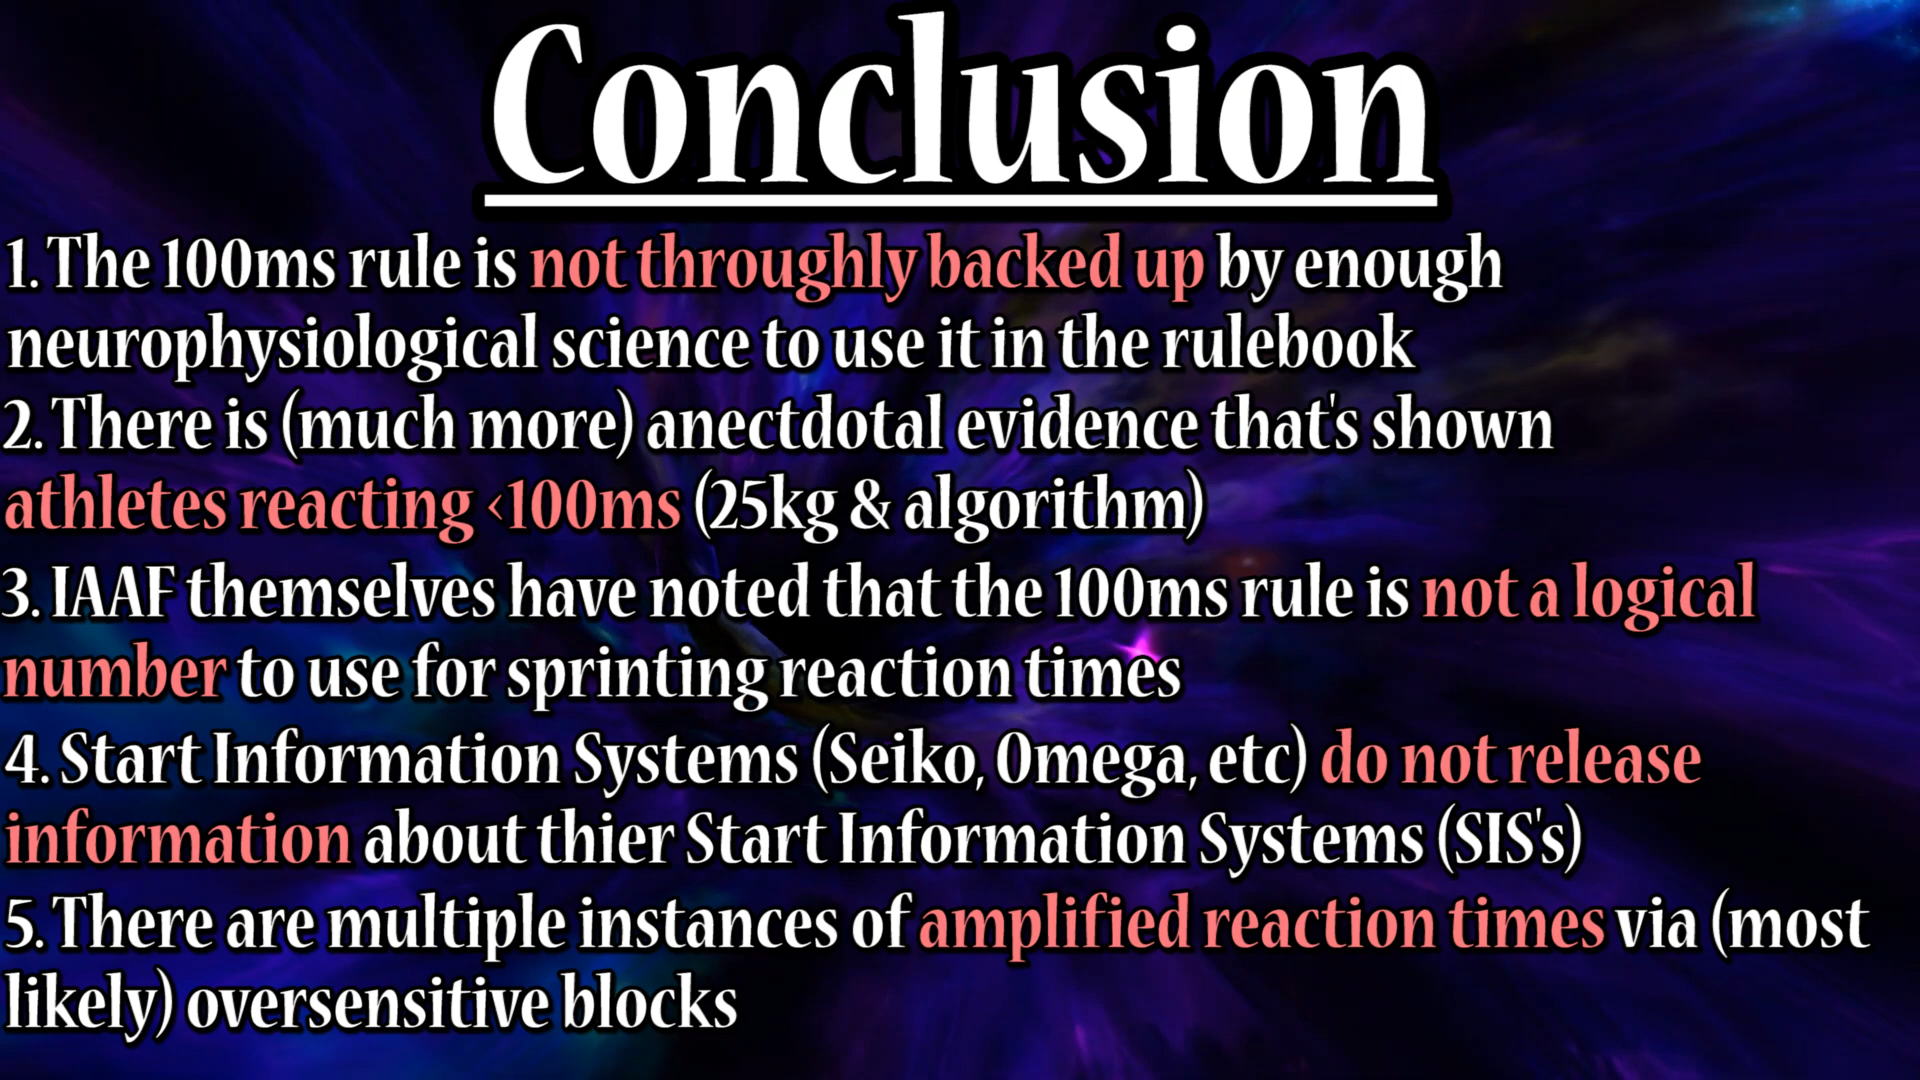 Conclusion
1. The 100ms rule is not throughly backed up by enough
neurophysiological science to use it in the rulebook
2. There is (much more) anectdotal evidence that's shown
athletes reacting <100ms (25kg & algorithm)
3. IAAF themselves have noted that the 100ms rule is not a logical
number to use for sprinting reaction times
4. Start Information Systems (Seiko, Omega, etc) do not release
information about thier Start Information Systems (SIS's)
5. There are multiple instances of amplified reaction times via (most
likely) oversensitive blocks